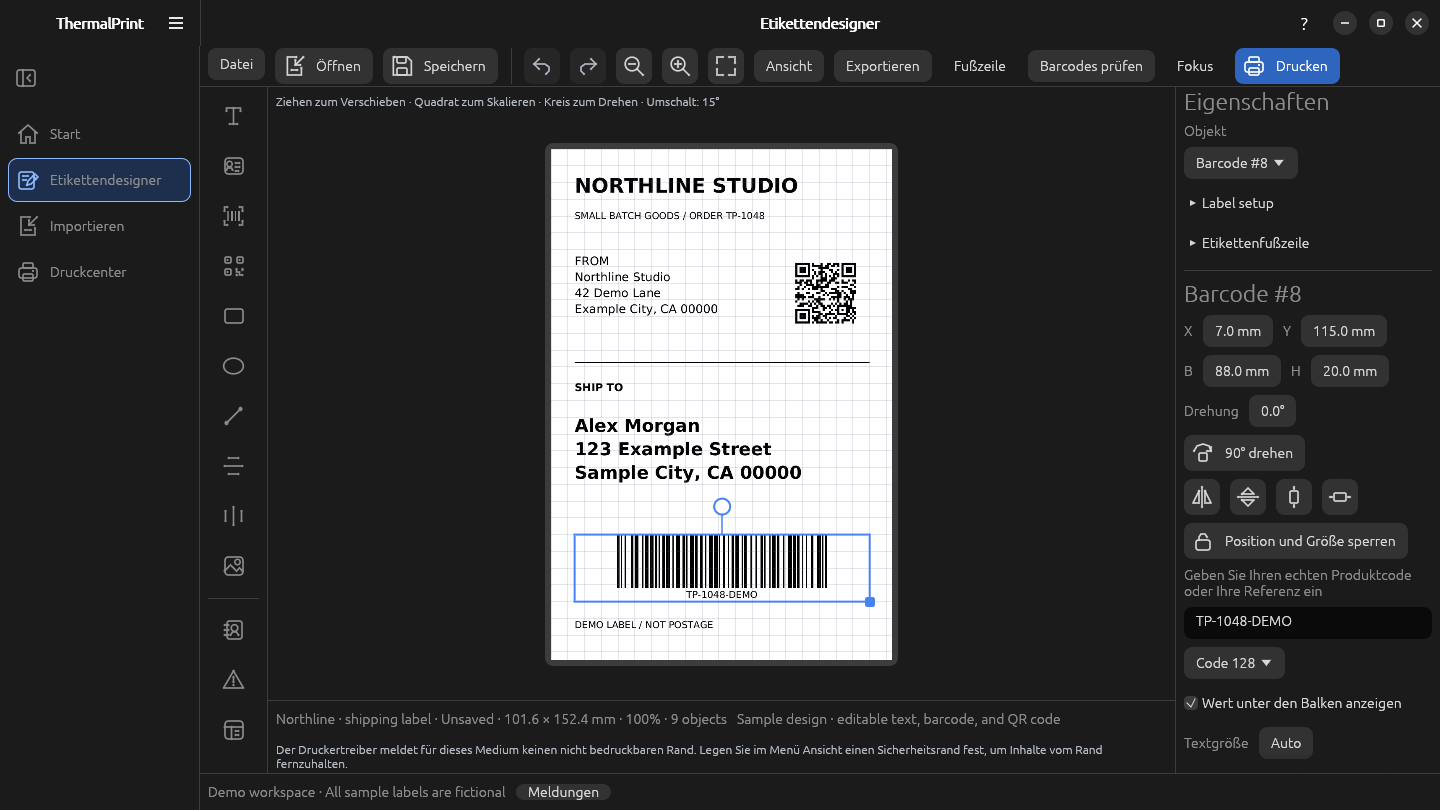 ThermalPrint
Etikettendesigner
?
Datei
Öffnen
Speichern
Ansicht
Exportieren
Fußzeile
Barcodes prüfen
Fokus
Drucken
Start
Etikettendesigner
Importieren
Druckcenter
Ziehen zum Verschieben · Quadrat zum Skalieren · Kreis zum Drehen · Umschalt: 15°
NORTHLINE STUDIO
SMALL BATCH GOODS / ORDER TP-1048
FROM
Northline Studio
42 Demo Lane
Example City, CA 00000
SHIP TO
Alex Morgan
123 Example Street
Sample City, CA 00000
TP-1048-DEMO
DEMO LABEL / NOT POSTAGE
Northline · shipping label · Unsaved · 101.6 × 152.4 mm · 100% · 9 objects Sample design · editable text, barcode, and QR code
Der Druckertreiber meldet für dieses Medium keinen nicht bedruckbaren Rand. Legen Sie im Menü Ansicht einen Sicherheitsrand fest, um Inhalte vom Rand
fernzuhalten.
Demo workspace · All sample labels are fictional
Meldungen
Eigenschaften
Objekt
Barcode #8
Label setup
Etikettenfußzeile
Barcode #8
X 7.0 mm Y 115.0 mm
B 88.0 mm H 20.0 mm
Drehung 0.0°
90° drehen
Position und Größe sperren
Geben Sie Ihren echten Produktcode
oder Ihre Referenz ein
TP-1048-DEMO
Code 128
Wert unter den Balken anzeigen
Textgröße Auto